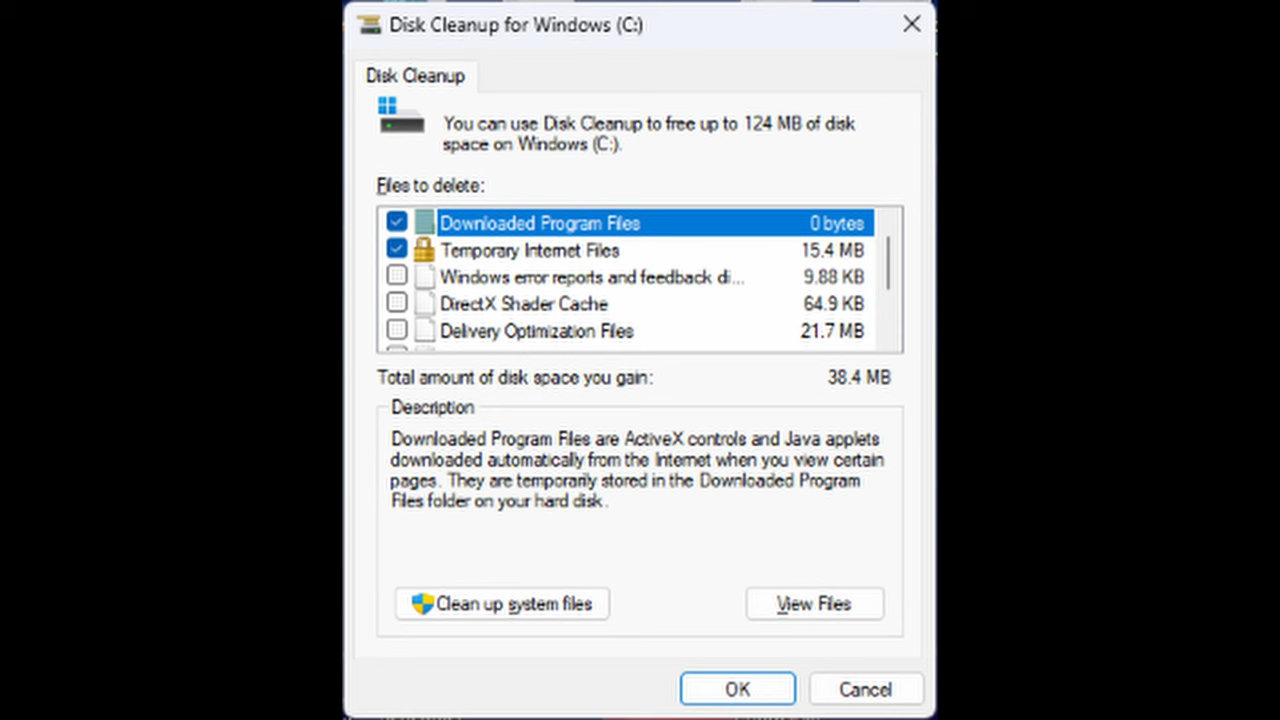 Disk Cleanup for Windows (C:)
Disk Cleanup
You can use Disk Cleanup to free up to 124 MB of disk
space on Windows (C:).
Files to delete:
Downloaded Program Files 0 bytes
Temporary Internet Files 15.4 MB
Windows error reports and feedback di... 9.88 KB
DirectX Shader Cache 64.9 KB
Delivery Optimization Files 21.7 MB
Total amount of disk space you gain: 38.4 MB
Description
Downloaded Program Files are ActiveX controls and Java applets
downloaded automatically from the Internet when you view certain
pages. They are temporarily stored in the Downloaded Program
Files folder on your hard disk.
Clean up system files View Files
OK Cancel